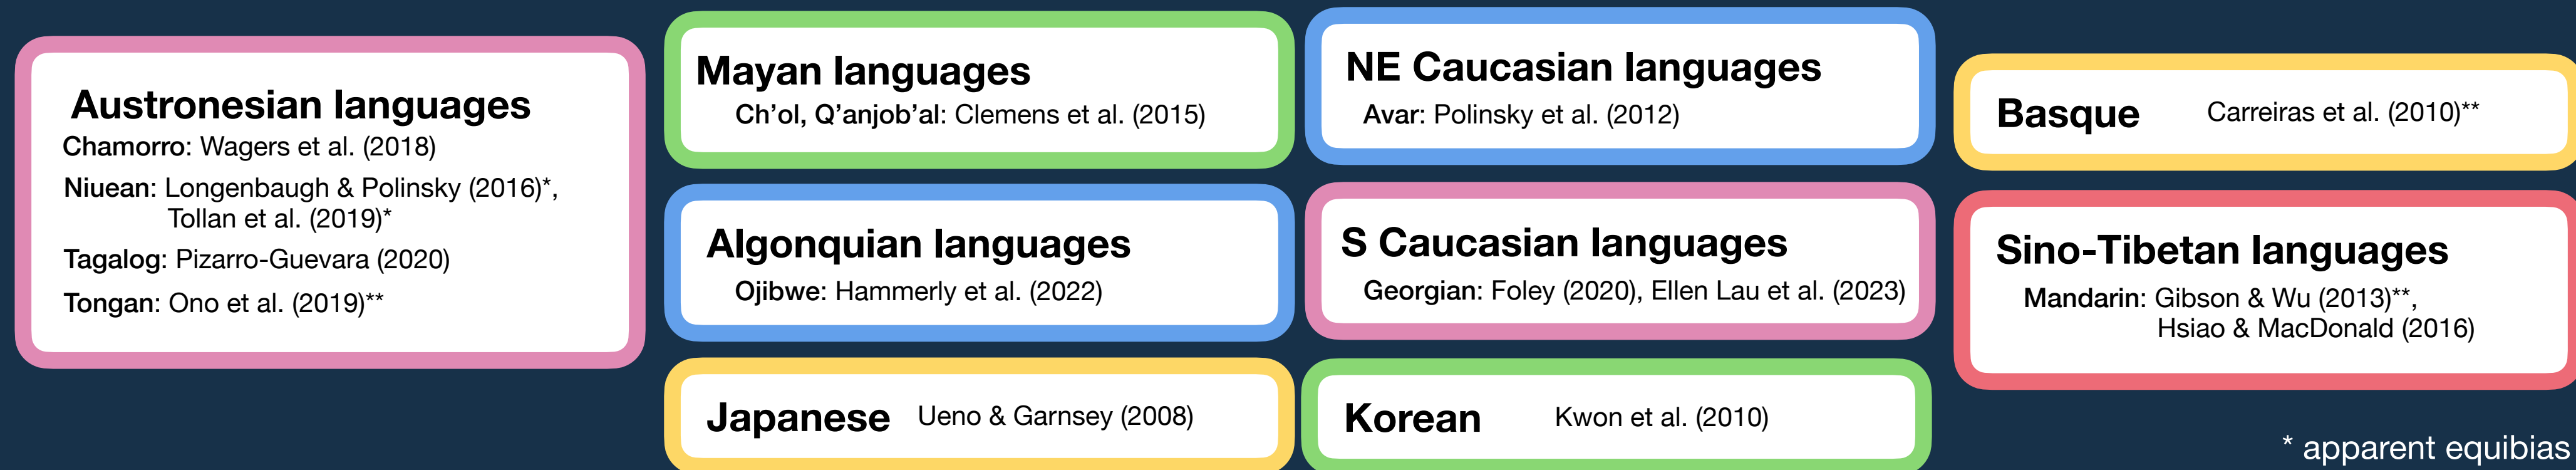 Austronesian languages
Chamorro: Wagers et al. (2018)
Niuean: Longenbaugh & Polinsky (2016)*,
Tollan et al. (2019)*
Tagalog: Pizarro-Guevara (2020)
Tongan: Ono et al. (2019)**
Mayan languages
Ch’ol, Q’anjob’al: Clemens et al. (2015)
Algonquian languages
Ojibwe: Hammerly et al. (2022)
Japanese Ueno & Garnsey (2008)
NE Caucasian languages
Avar: Polinsky et al. (2012)
S Caucasian languages
Georgian: Foley (2020), Ellen Lau et al. (2023)
Korean Kwon et al. (2010)
Basque Carreiras et al. (2010)**
Sino-Tibetan languages
Mandarin: Gibson & Wu (2013)**,
Hsiao & MacDonald (2016)
* apparent equibias